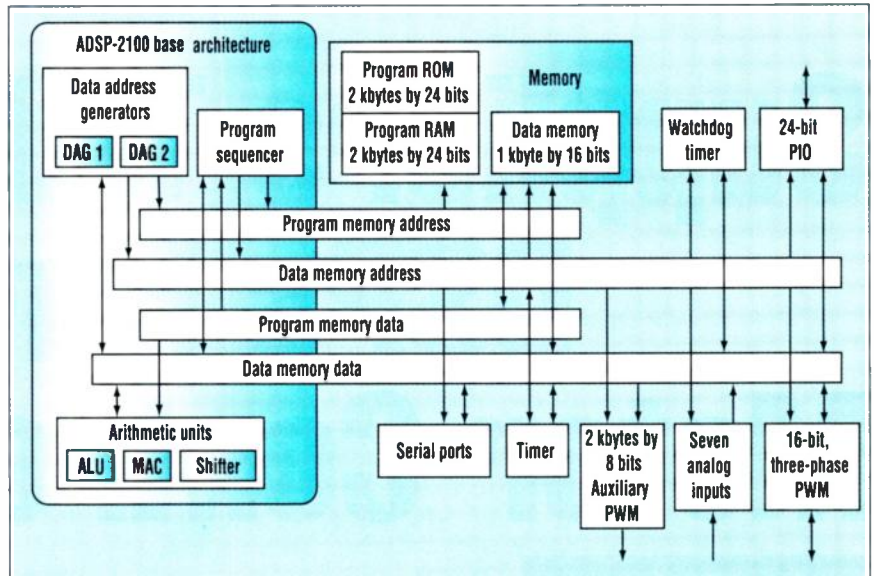 ADSP-2100 base architecture
Data address
generators
DAG 1
DAG 2
Program
sequencer
Program ROM
2 kbytes by 24 bits
Program RAM
2 kbytes by 24 bits
Memory
Data memory
1 kbyte by 16 bits
Watchdog
timer
24-bit
PIO
Program memory address
Data memory address
Program memory data
Data memory data
Arithmetic units
ALU
MAC
Shifter
Serial ports
Timer
2 kbytes by
8 bits
Auxiliary
PWM
Seven
analog
inputs
16-bit,
three-phase
PWM